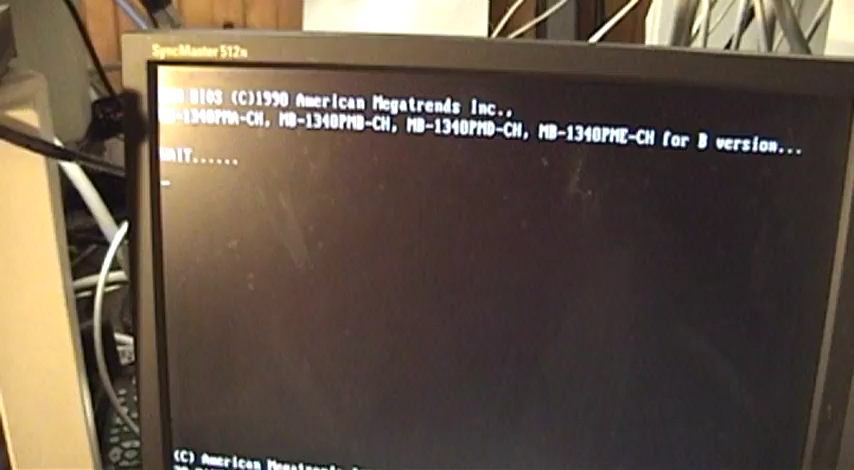 SyncMaster 512n
BIOS (C)1990 American Megatrends Inc.,
MB-1340PMA-CH, MB-1340PMB-CH, MB-1340PMD-CH, MB-1340PME-CH for B version...
WAIT......
(C) American Megatrends